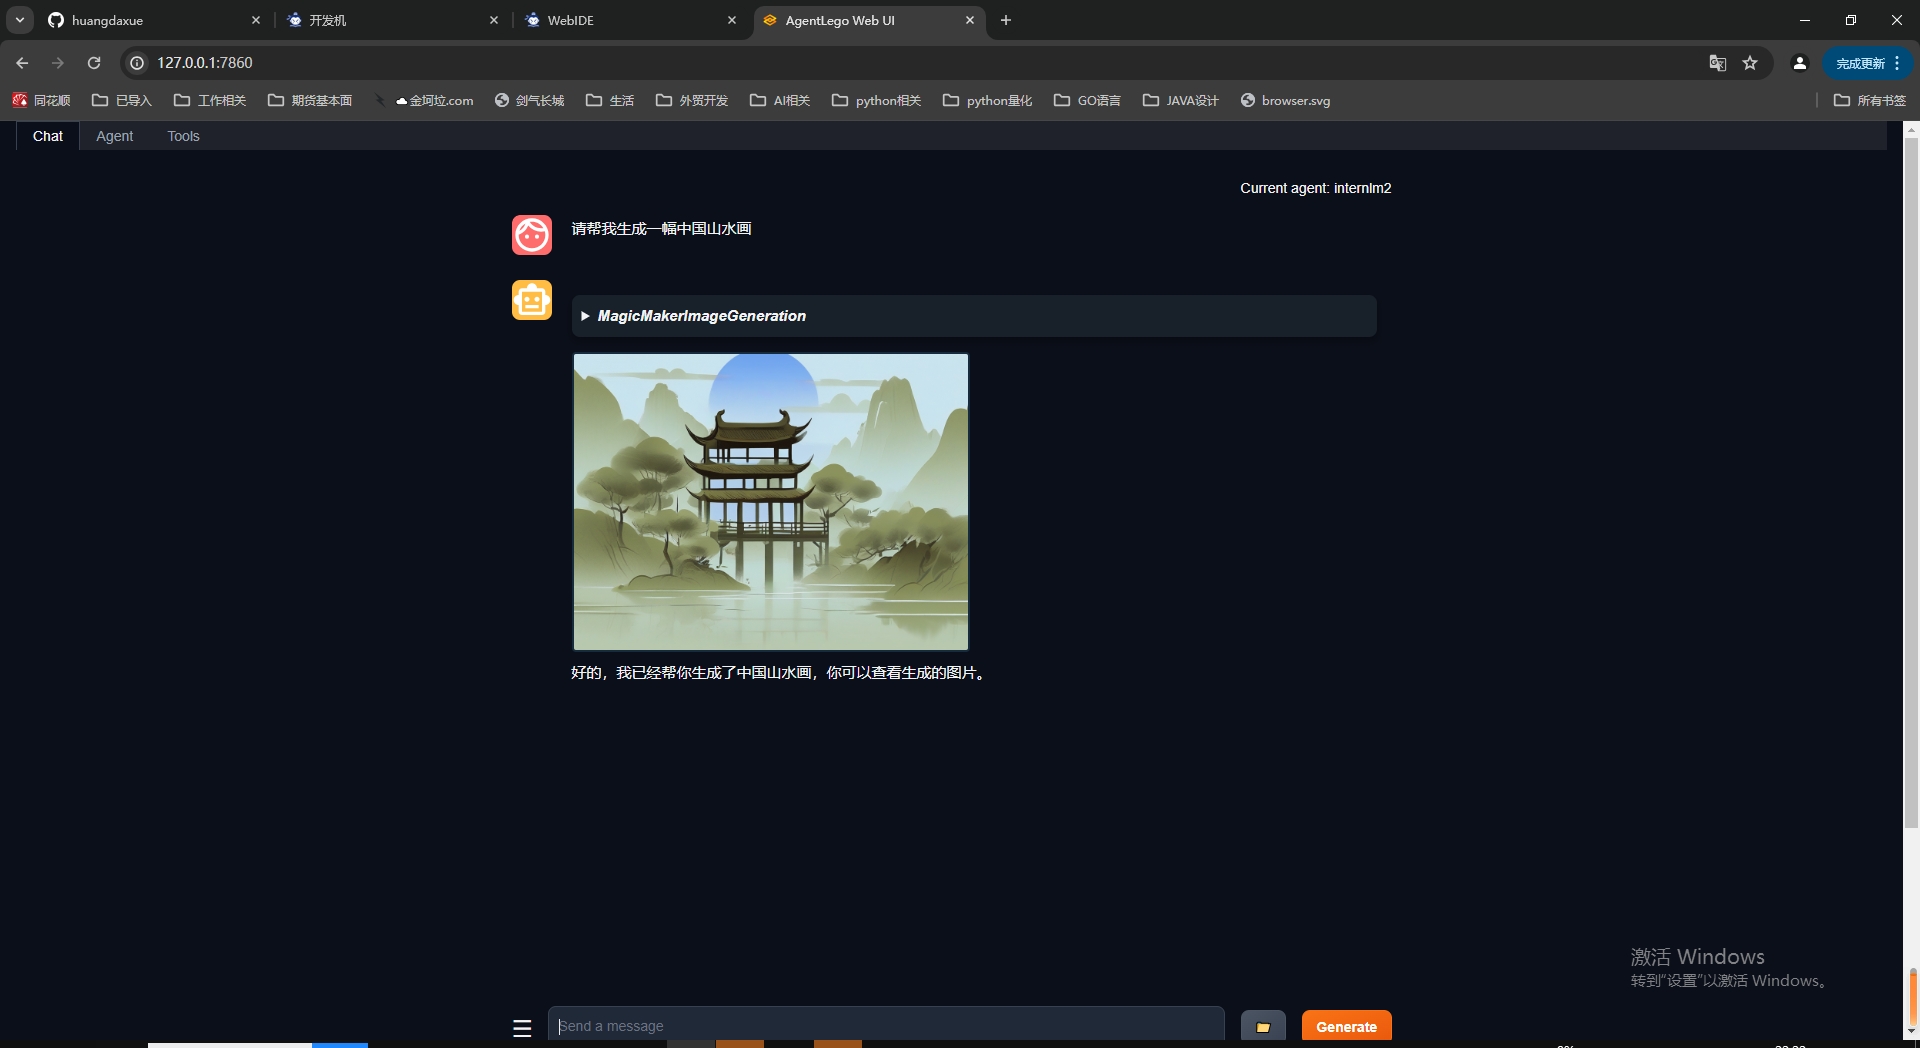 huangdaxue
开发机
WebIDE
AgentLego Web UI
127.0.0.1:7860
完成更新
同花顺
已导入
工作相关
期货基本面
金坷垃.com
剑气长城
生活
外贸开发
AI相关
python相关
python量化
GO语言
JAVA设计
browser.svg
所有书签
Chat
Agent
Tools
Current agent: internlm2
请帮我生成一幅中国山水画
MagicMakerImageGeneration
好的，我已经帮你生成了中国山水画，你可以查看生成的图片。
激活 Windows
转到“设置”以激活 Windows。
Send a message
Generate